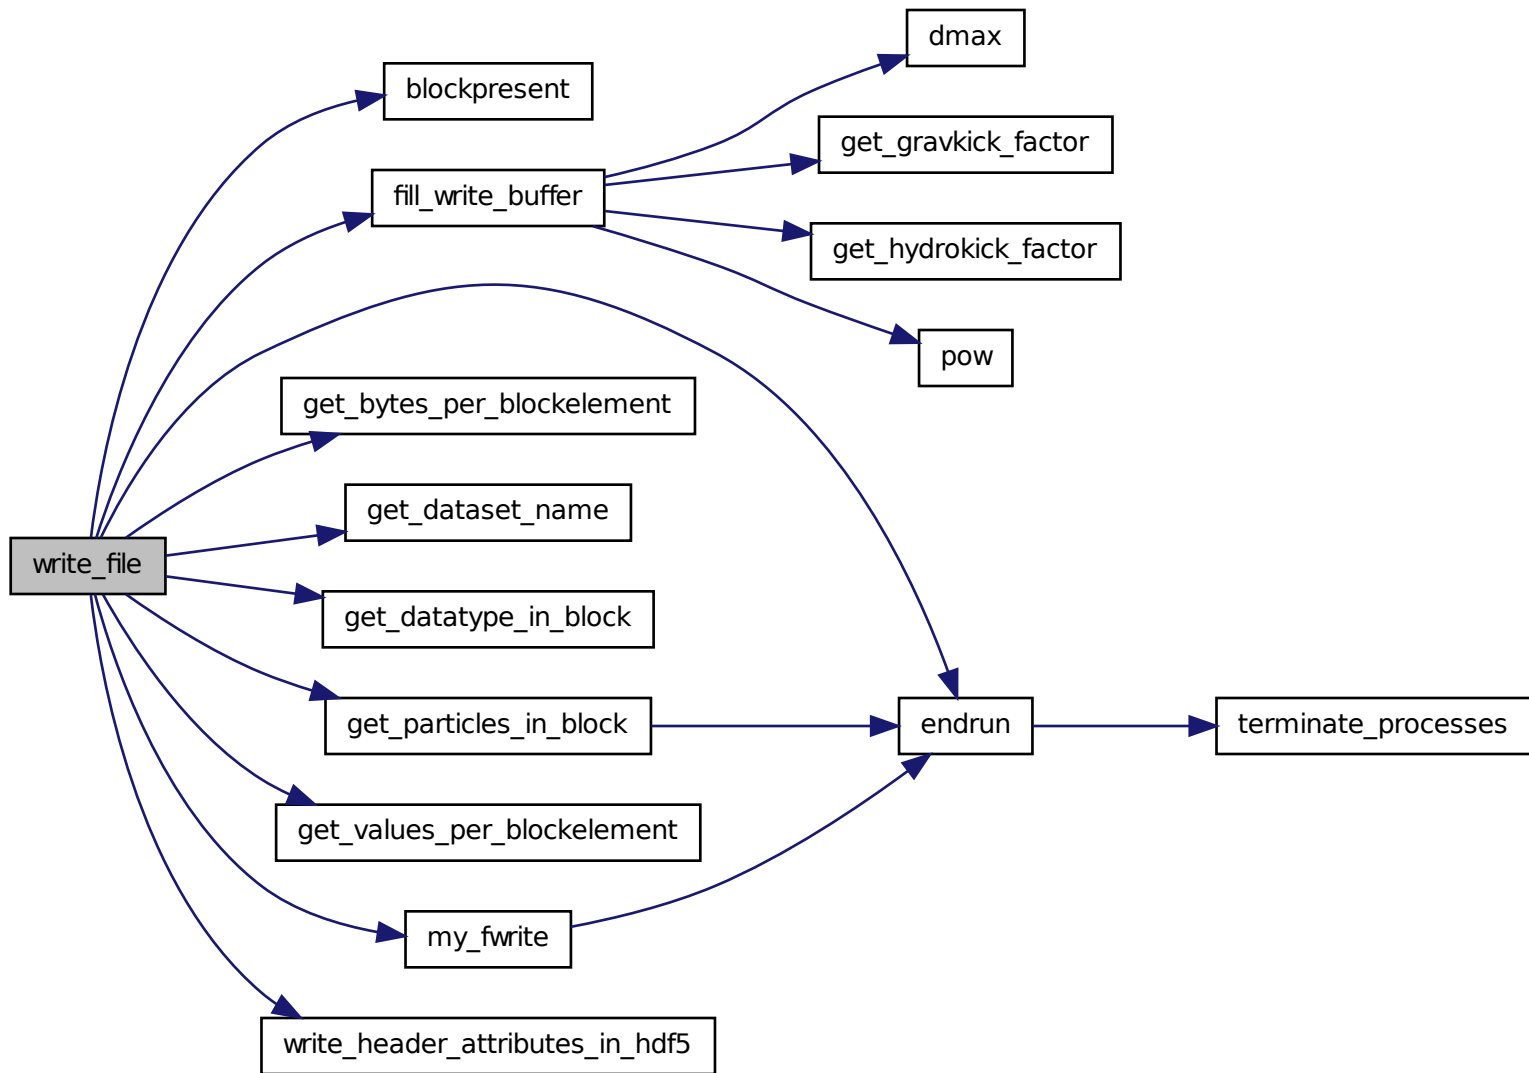 dmax
blockpresent
get_gravkick_factor
fill_write_buffer
get_hydrokick_factor
pow
get_bytes_per_blockelement
get_dataset_name
write_file
get_datatype_in_block
get_particles_in_block
endrun
terminate_processes
get_values_per_blockelement
my_fwrite
write_header_attributes_in_hdf5